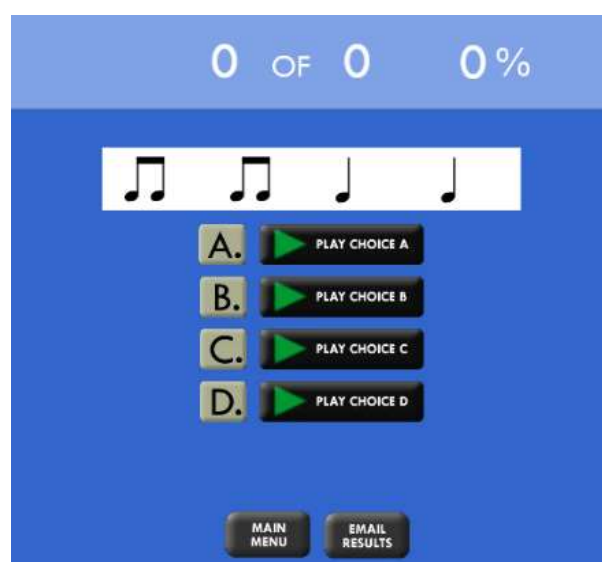 0 OF 0 0%
A. PLAY CHOICE A
B. PLAY CHOICE B
C. PLAY CHOICE C
D. PLAY CHOICE D
MAIN MENU
EMAIL RESULTS